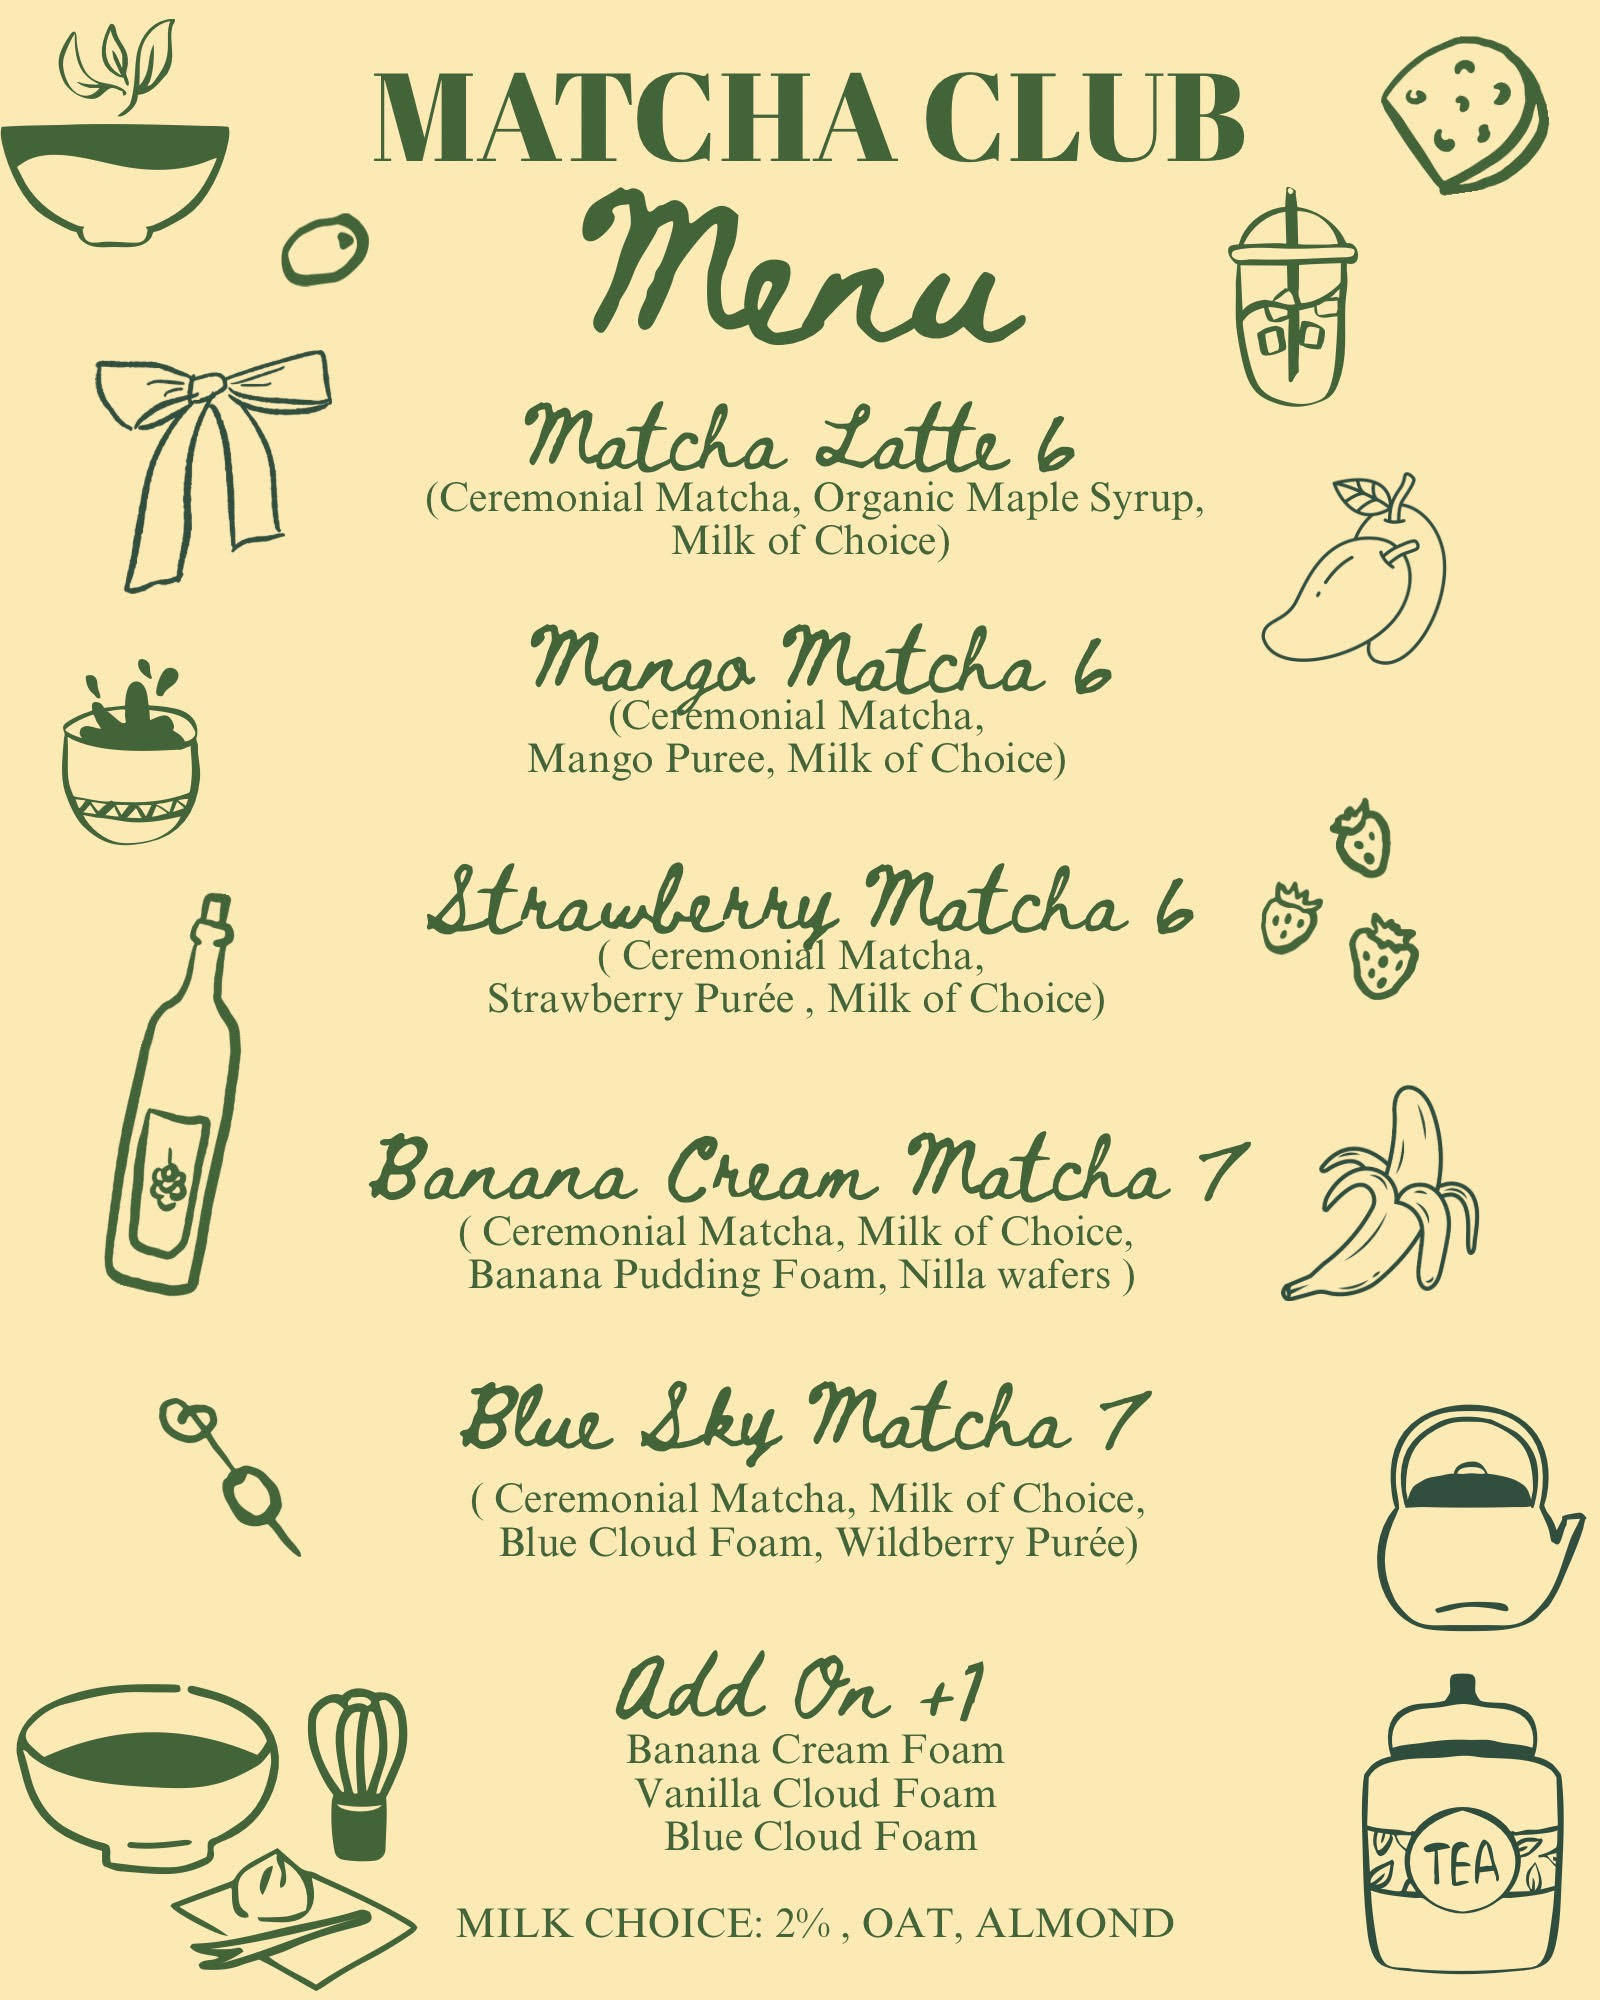 MATCHA CLUB
Menu
Matcha Latte 6
(Ceremonial Matcha, Organic Maple Syrup,
Milk of Choice)
Mango Matcha 6
(Ceremonial Matcha,
Mango Puree, Milk of Choice)
Strawberry Matcha 6
( Ceremonial Matcha,
Strawberry Purée , Milk of Choice)
Banana Cream Matcha 7
( Ceremonial Matcha, Milk of Choice,
Banana Pudding Foam, Nilla wafers )
Blue Sky Matcha 7
( Ceremonial Matcha, Milk of Choice,
Blue Cloud Foam, Wildberry Purée)
Add On +1
Banana Cream Foam
Vanilla Cloud Foam
Blue Cloud Foam
TEA
MILK CHOICE: 2% , OAT, ALMOND